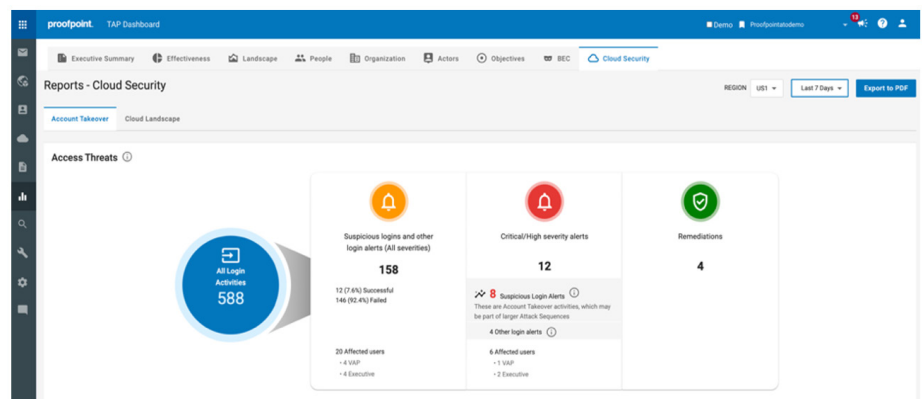 proofpoint. TAP Dashboard
Demo Proofpointatodemo 13
Executive Summary Effectiveness Landscape People Organization Actors Objectives BEC Cloud Security
Reports - Cloud Security
REGION US1 Last 7 Days Export to PDF
Account Takeover Cloud Landscape
Access Threats
All Login
Activities
588
Suspicious logins and other
login alerts (All severities)
158
12 (7.6%) Successful
146 (92.4%) Failed
20 Affected users
• 4 VAP
• 4 Executive
Critical/High severity alerts
12
8 Suspicious Login Alerts
These are Account Takeover activities, which may
be part of larger Attack Sequences
4 Other login alerts
6 Affected users
• 1 VAP
• 2 Executive
Remediations
4